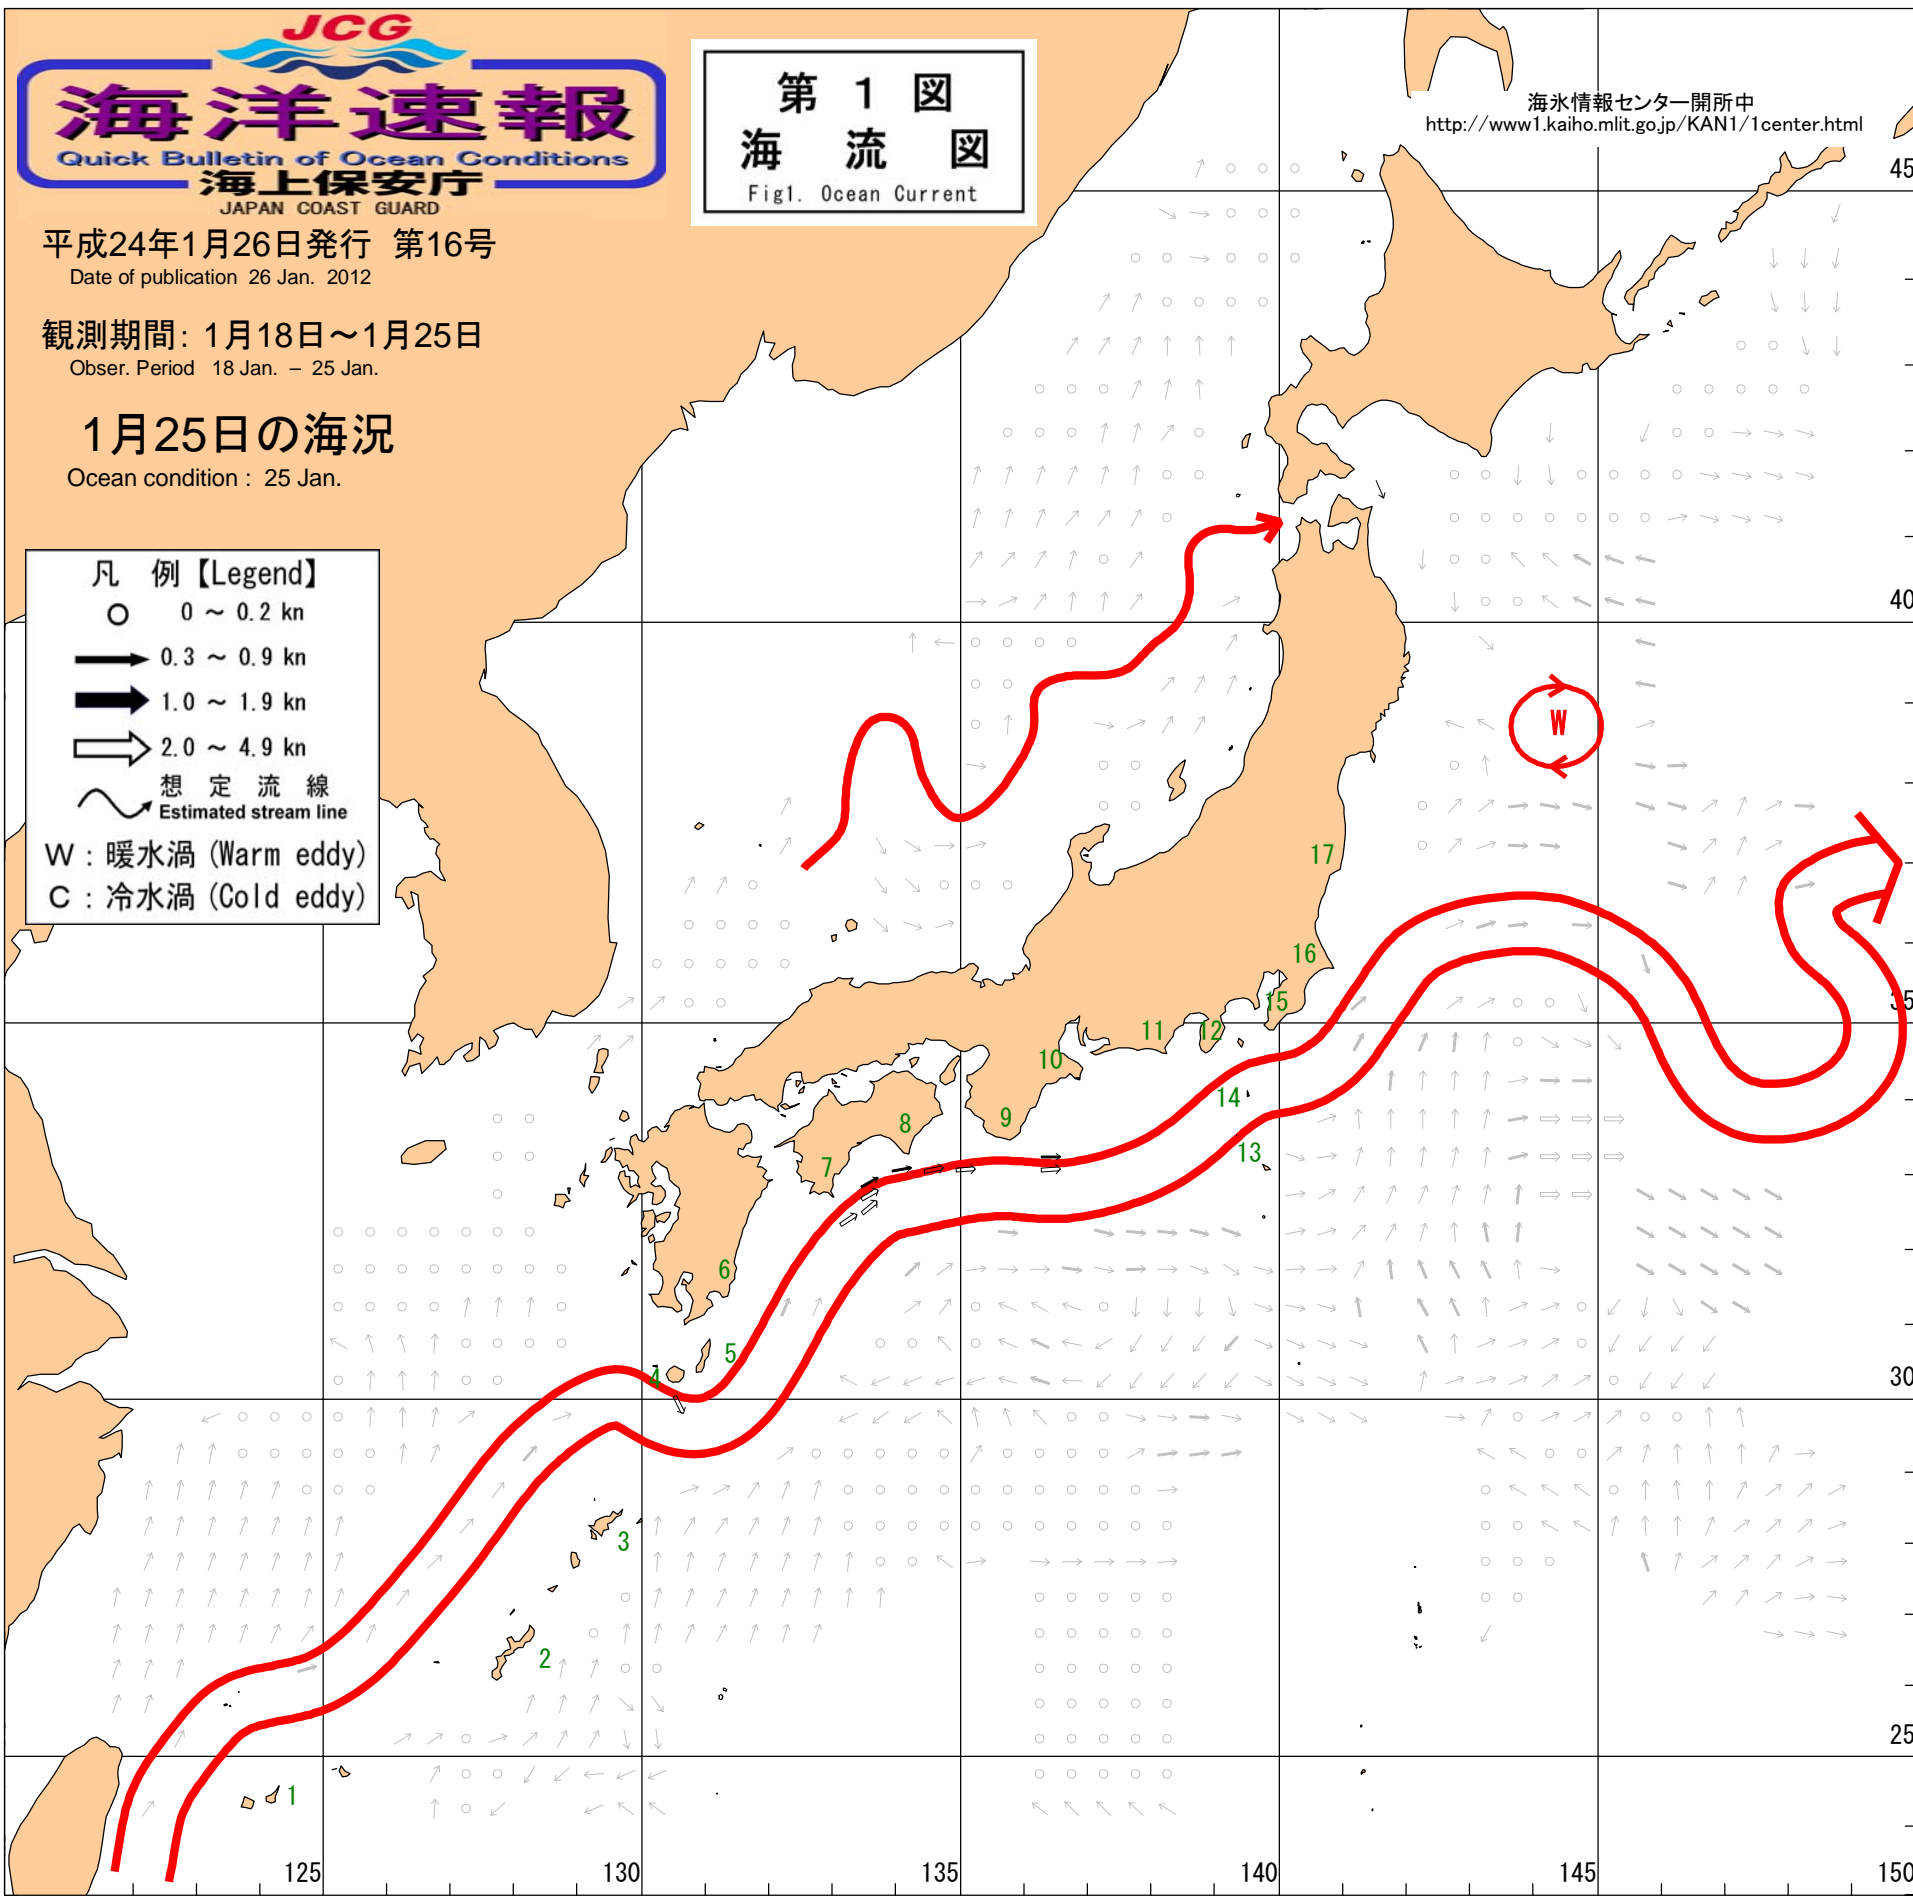 JCG
海洋速報
Quick Bulletin of Ocean Conditions
海上保安庁
JAPAN COAST GUARD
第 1 図
海 流 図
Fig1. Ocean Current
海氷情報センター開所中
http://www1.kaiho.mlit.go.jp/KAN1/1center.html
平成24年1月26日発行 第16号
Date of publication 26 Jan. 2012
観測期間: 1月18日～1月25日
Obser. Period 18 Jan. – 25 Jan.
1月25日の海況
Ocean condition : 25 Jan.
凡 例【Legend】
0 ～ 0.2 kn
0.3 ～ 0.9 kn
1.0 ～ 1.9 kn
2.0 ～ 4.9 kn
想 定 流 線
Estimated stream line
W : 暖水渦 (Warm eddy)
C : 冷水渦 (Cold eddy)
45
40
W
17
16
15
35
12
11
10
14
9
8
13
7
6
5
4
30
3
2
25
1
125
130
135
140
145
150